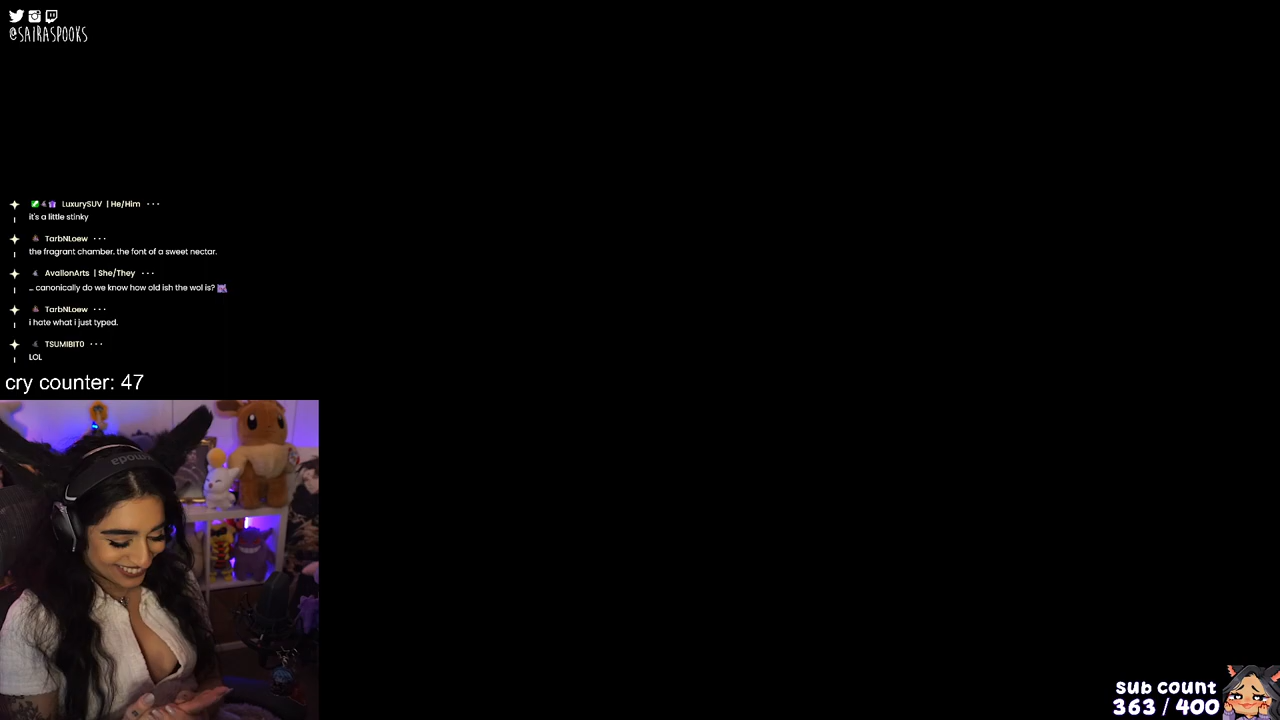 @SAIRASPOOKS
LuxurySUV | He/Him
it's a little stinky
TarbNLoew
the fragrant chamber. the font of a sweet nectar.
AvallonArts | She/They
.. canonically do we know how old ish the wol is?
TarbNLoew
i hate what i just typed.
TSUMIBIT0
LOL
cry counter: 47
sub count
363 / 400